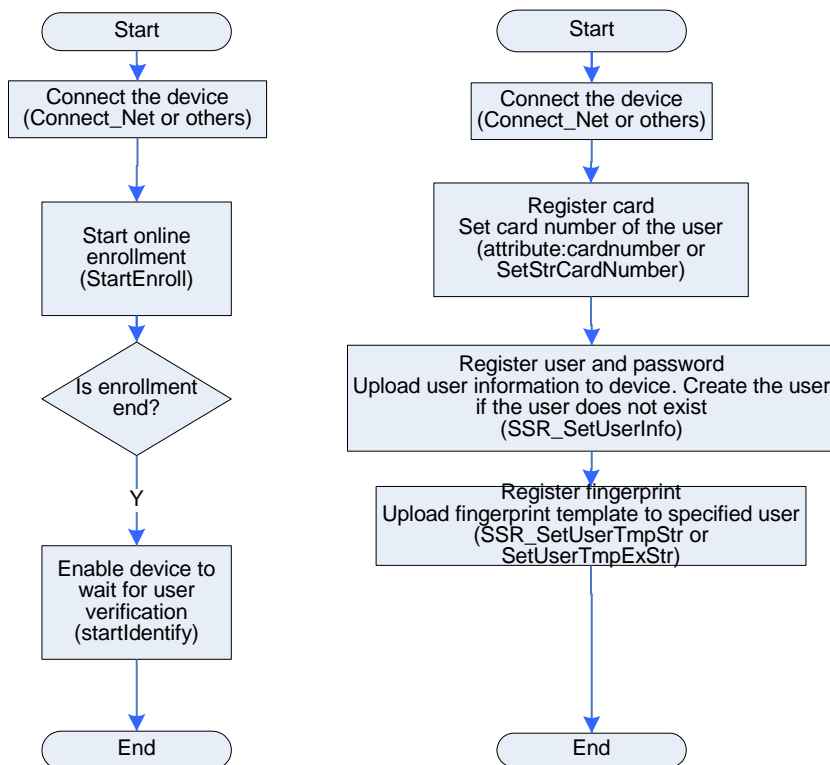 Start
Connect the device
(Connect_Net or others)
Start online
enrollment
(StartEnroll)
Is enrollment
end?
Y
Enable device to
wait for user
verification
(startIdentify)
End
Start
Connect the device
(Connect_Net or others)
Register card
Set card number of the user
(attribute:cardnumber or
SetStrCardNumber)
Register user and password
Upload user information to device. Create the user
if the user does not exist
(SSR_SetUserInfo)
Register fingerprint
Upload fingerprint template to specified user
(SSR_SetUserTmpStr or
SetUserTmpExStr)
End